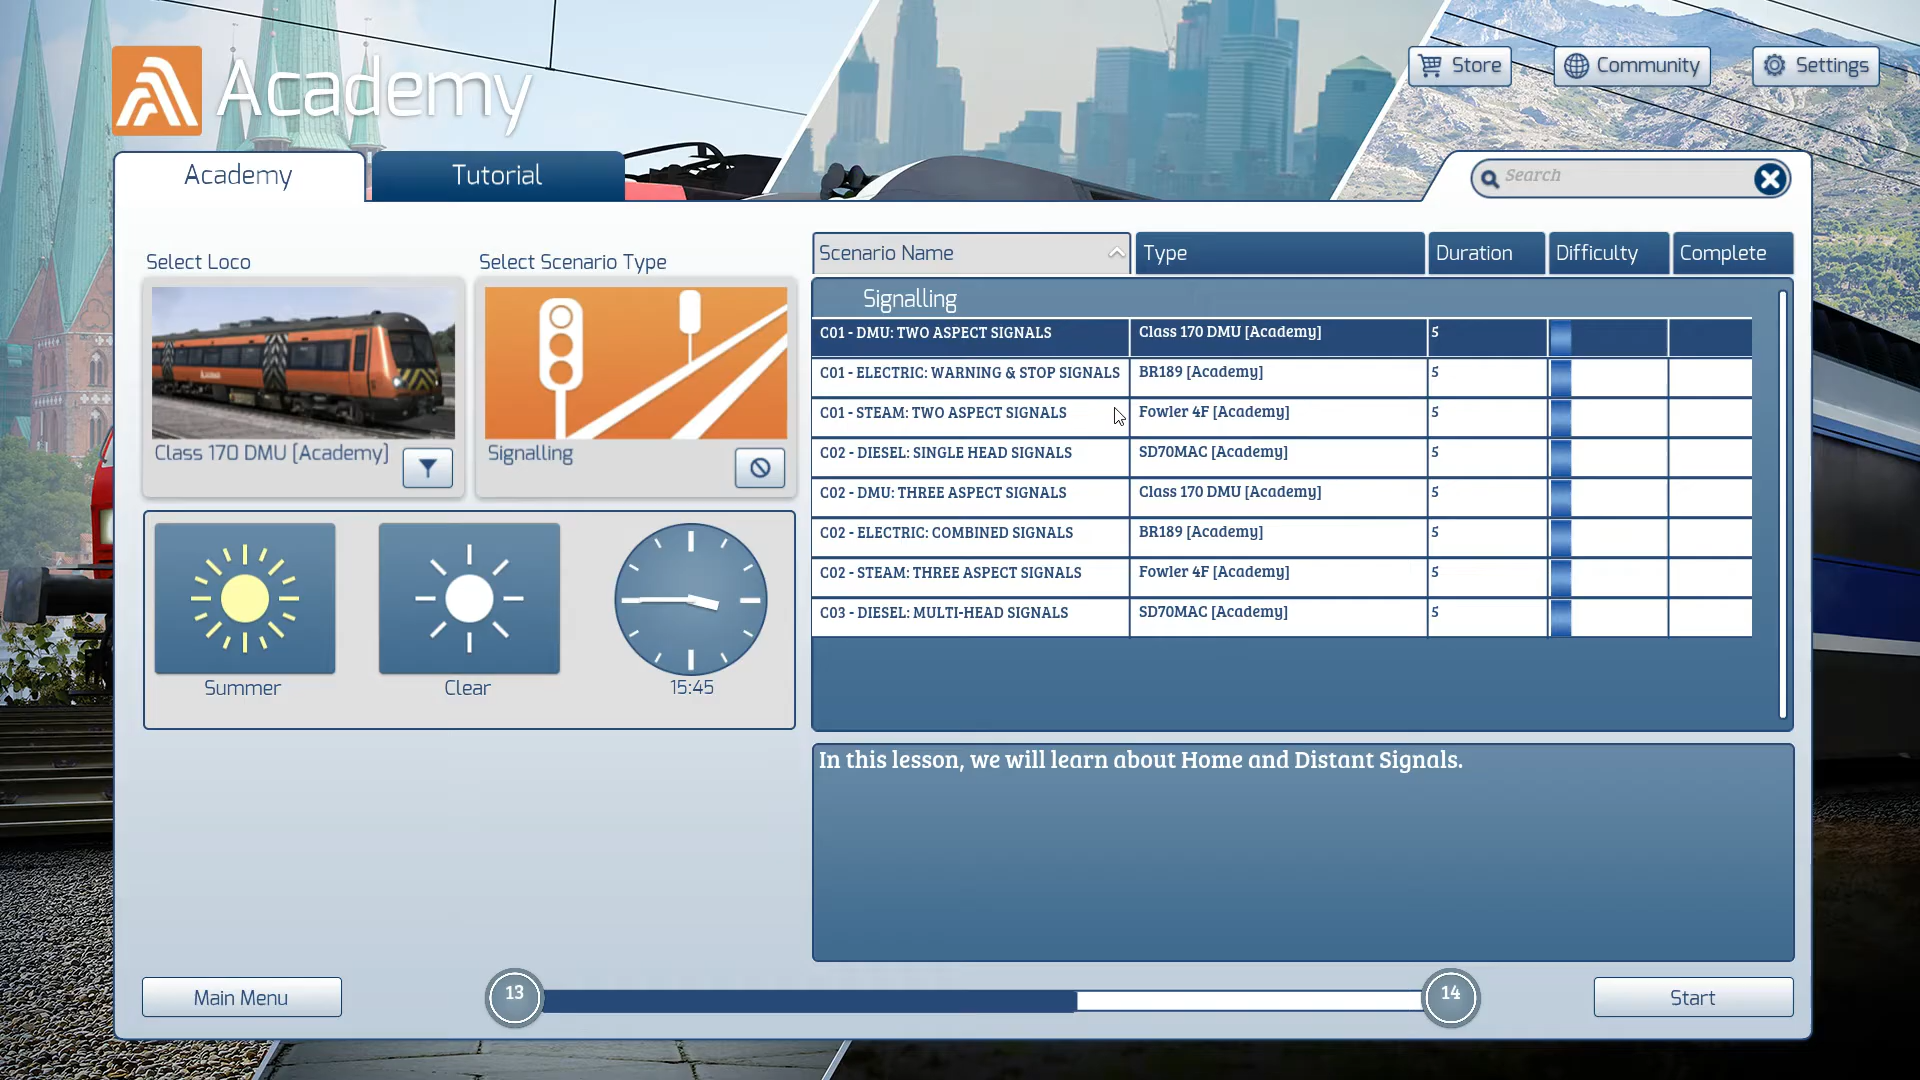 Academy
Store
Community
Settings
Academy
Tutorial
Search
Select Loco
Select Scenario Type
Class 170 DMU [Academy]
Signalling
Summer
Clear
15:45
Scenario Name
Type
Duration
Difficulty
Complete
Signalling
C01 - DMU: TWO ASPECT SIGNALS Class 170 DMU [Academy] 5
C01 - ELECTRIC: WARNING & STOP SIGNALS BR189 [Academy] 5
C01 - STEAM: TWO ASPECT SIGNALS Fowler 4F [Academy] 5
C02 - DIESEL: SINGLE HEAD SIGNALS SD70MAC [Academy] 5
C02 - DMU: THREE ASPECT SIGNALS Class 170 DMU [Academy] 5
C02 - ELECTRIC: COMBINED SIGNALS BR189 [Academy] 5
C02 - STEAM: THREE ASPECT SIGNALS Fowler 4F [Academy] 5
C03 - DIESEL: MULTI-HEAD SIGNALS SD70MAC [Academy] 5
In this lesson, we will learn about Home and Distant Signals.
Main Menu
13
14
Start